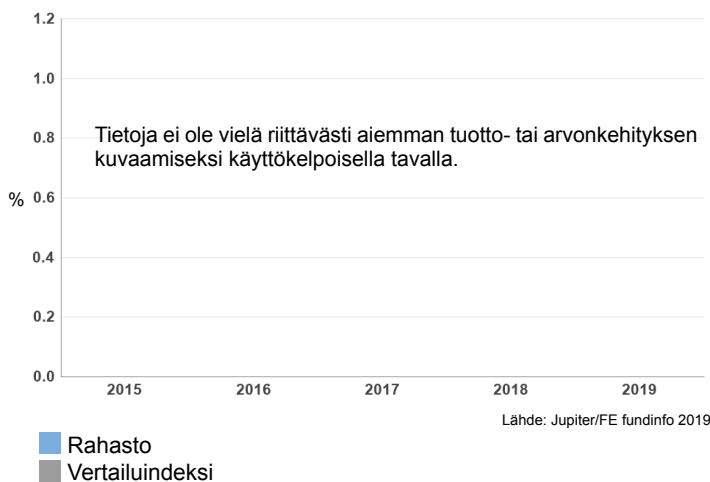 1.2
1.0
Tietoja ei ole vielä riittävästi aiemman tuotto- tai arvonkehityksen
0.8
kuvaamiseksi käyttökelpoisella tavalla.
% 0.6
0.4
0.2
0.0
2015 2016 2017 2018 2019
Lähde: Jupiter/FE fundinfo 2019
Rahasto
Vertailuindeksi